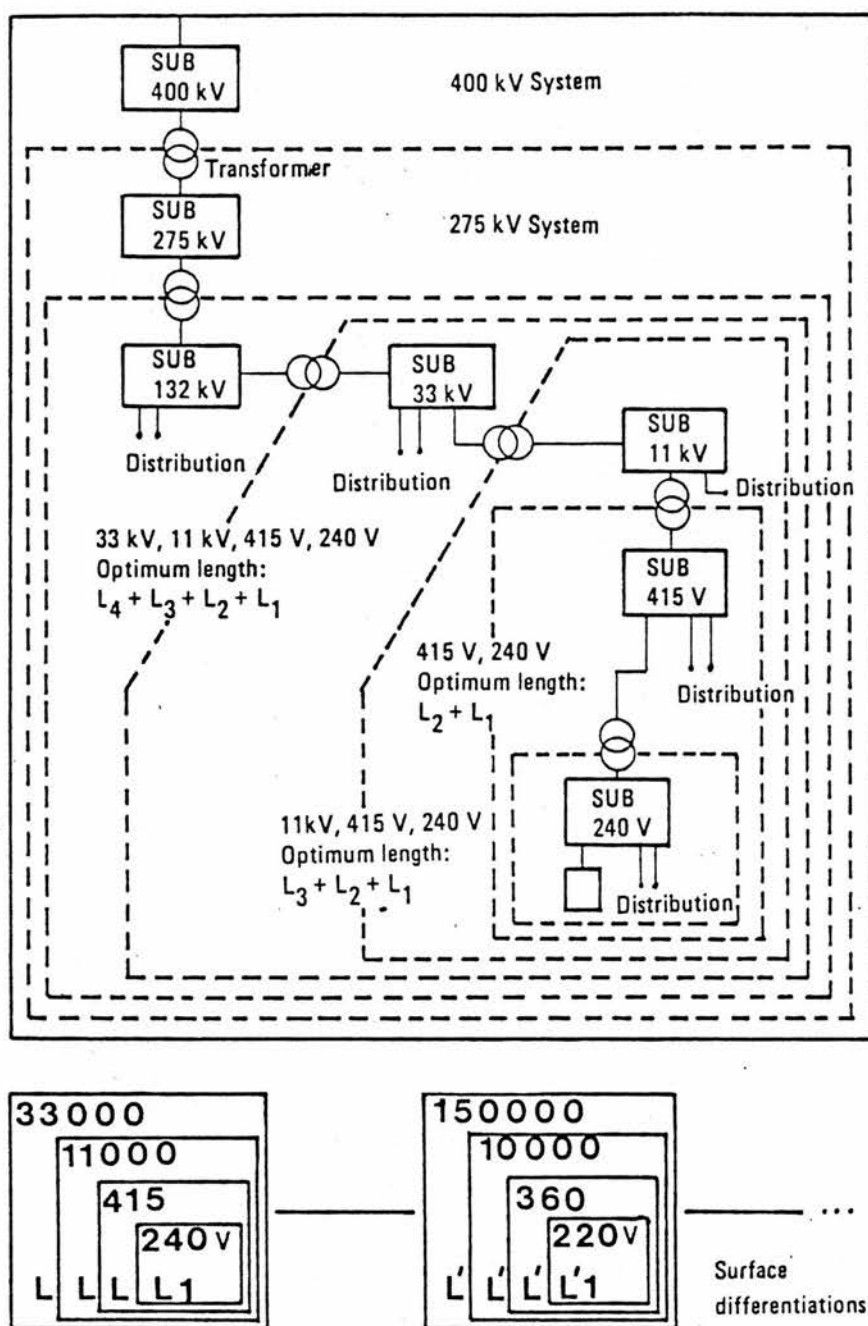 SUB
400 kV
400 kV System
Transformer
SUB
275 kV
275 kV System
SUB
132 kV
SUB
33 kV
SUB
11 kV
Distribution
Distribution
Distribution
33 kV, 11 kV, 415 V, 240 V
Optimum length:
L4 + L3 + L2 + L1
SUB
415 V
415 V, 240 V
Optimum length:
L2 + L1
Distribution
SUB
240 V
11kV, 415 V, 240 V
Optimum length:
L3 + L2 + L1
Distribution
33000
11000
415
240 V
L L L L1
150000
10000
360
220 V
L' L' L' L'1
...
Surface
differentiations